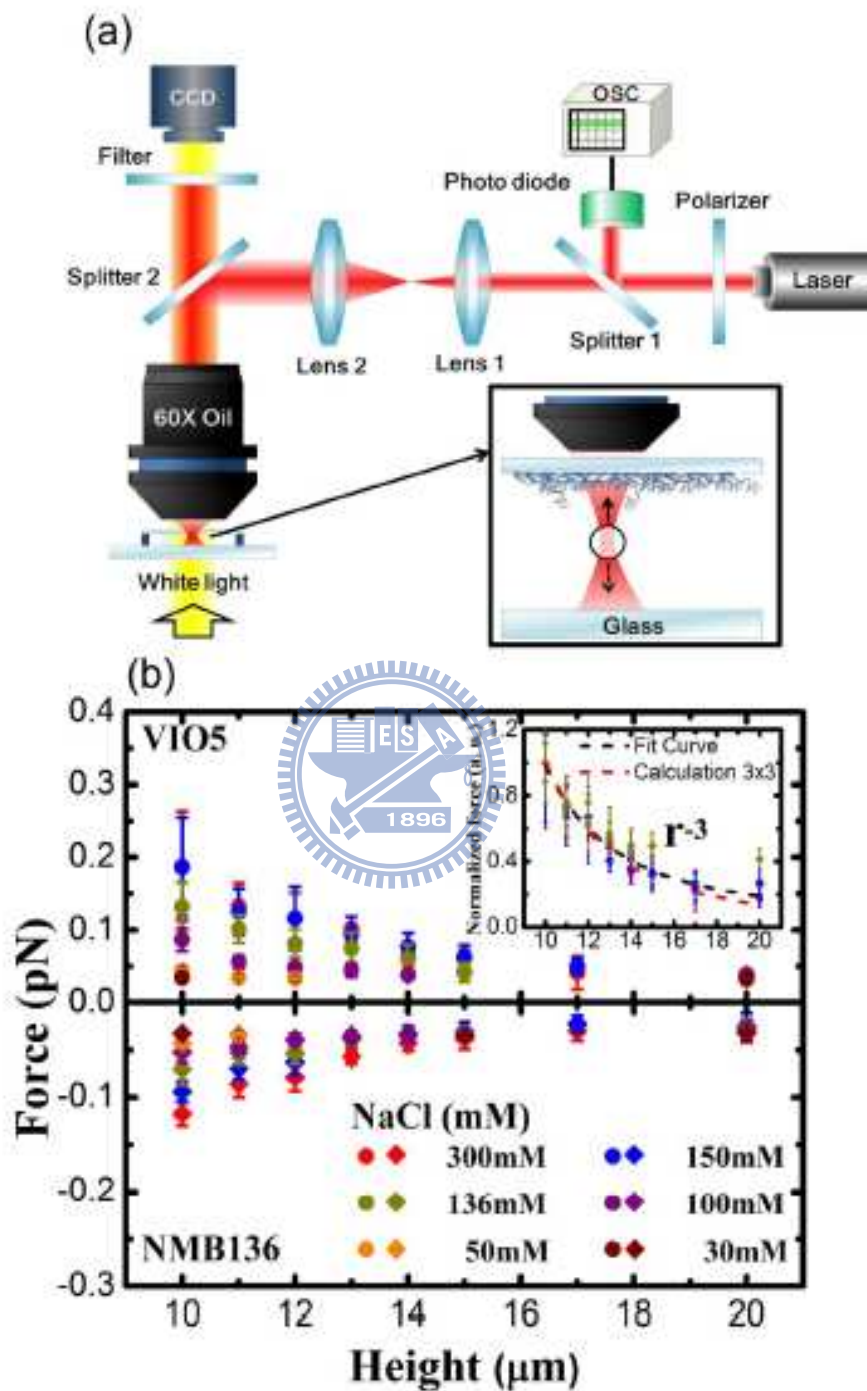 (a)
CCD
OSC
Filter
Photo diode
Polarizer
Splitter 2
Laser
Lens 2
Lens 1
Splitter 1
60X Oil
White light
Glass
(b)
VIO5
NMB136
Force (pN)
0.4
0.3
0.2
0.1
0.0
-0.1
-0.2
-0.3
10 12 14 16 18 20
Height (μm)
NaCl (mM)
300mM 150mM
136mM 100mM
50mM 30mM
Normalized Force (a. u.)
1.2
0.8
0.4
0.0
10 12 14 16 18 20
Fit Curve
Calculation 3x3
r-3
ES A
1896